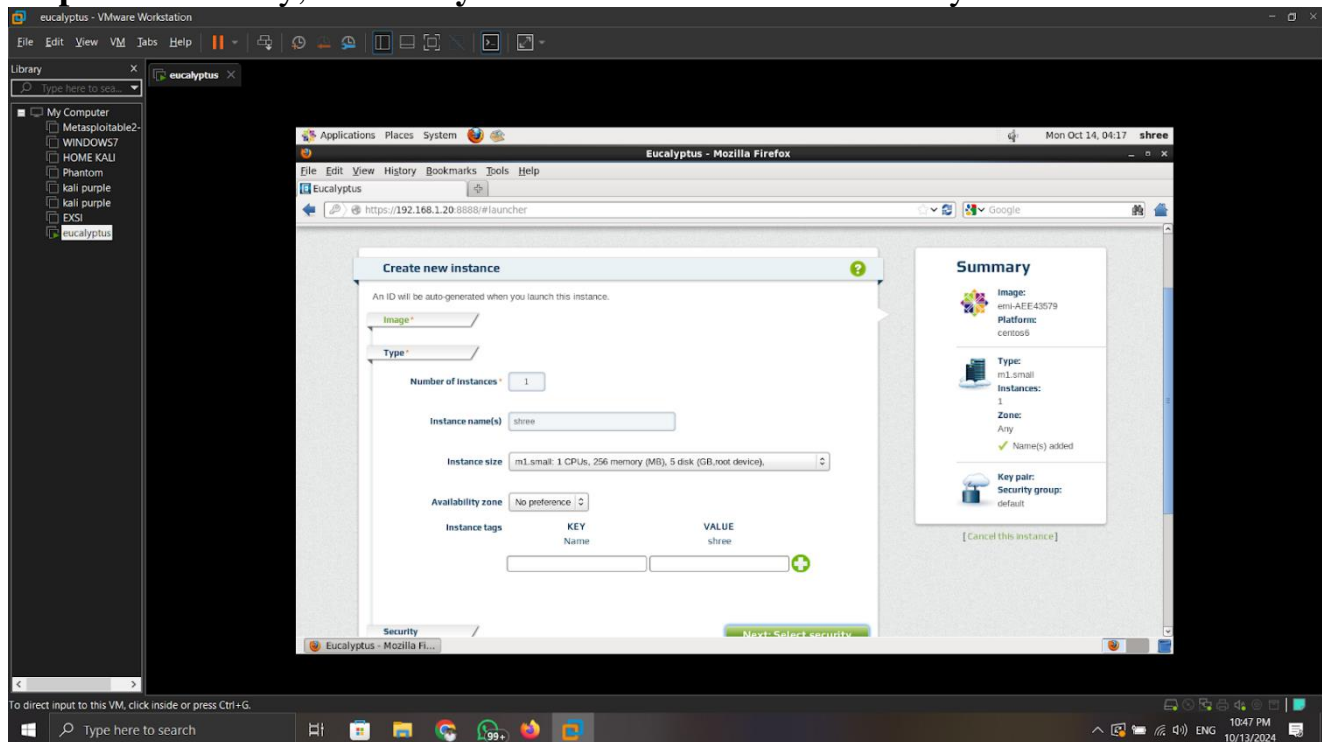 eucalyptus - VMware Workstation
File Edit View VM Tabs Help
Library X
Type here to sea...
eucalyptus X
My Computer
Metasploitable2-
WINDOWS7
HOME KALI
Phantom
kali purple
kali purple
EXSI
eucalyptus
Applications Places System
Mon Oct 14, 04:17 shree
Eucalyptus - Mozilla Firefox
File Edit View History Bookmarks Tools Help
Eucalyptus
https://192.168.1.20:8888/#launcher
Google
Create new instance
An ID will be auto-generated when you launch this instance.
Image*
Type*
Number of Instances* 1
Instance name(s) shree
Instance size m1.small: 1 CPUs, 256 memory (MB), 5 disk (GB,root device),
Availability zone No preference
Instance tags KEY VALUE
Name shree
Security
Next: Select security
Summary
Image:
emi-AEE43579
Platform:
centos6
Type:
m1.small
Instances:
1
Zone:
Any
Name(s) added
Key pair:
Security group:
default
[Cancel this instance]
Eucalyptus - Mozilla Fi...
To direct input to this VM, click inside or press Ctrl+G.
Type here to search
99+
ENG
10:47 PM
10/13/2024